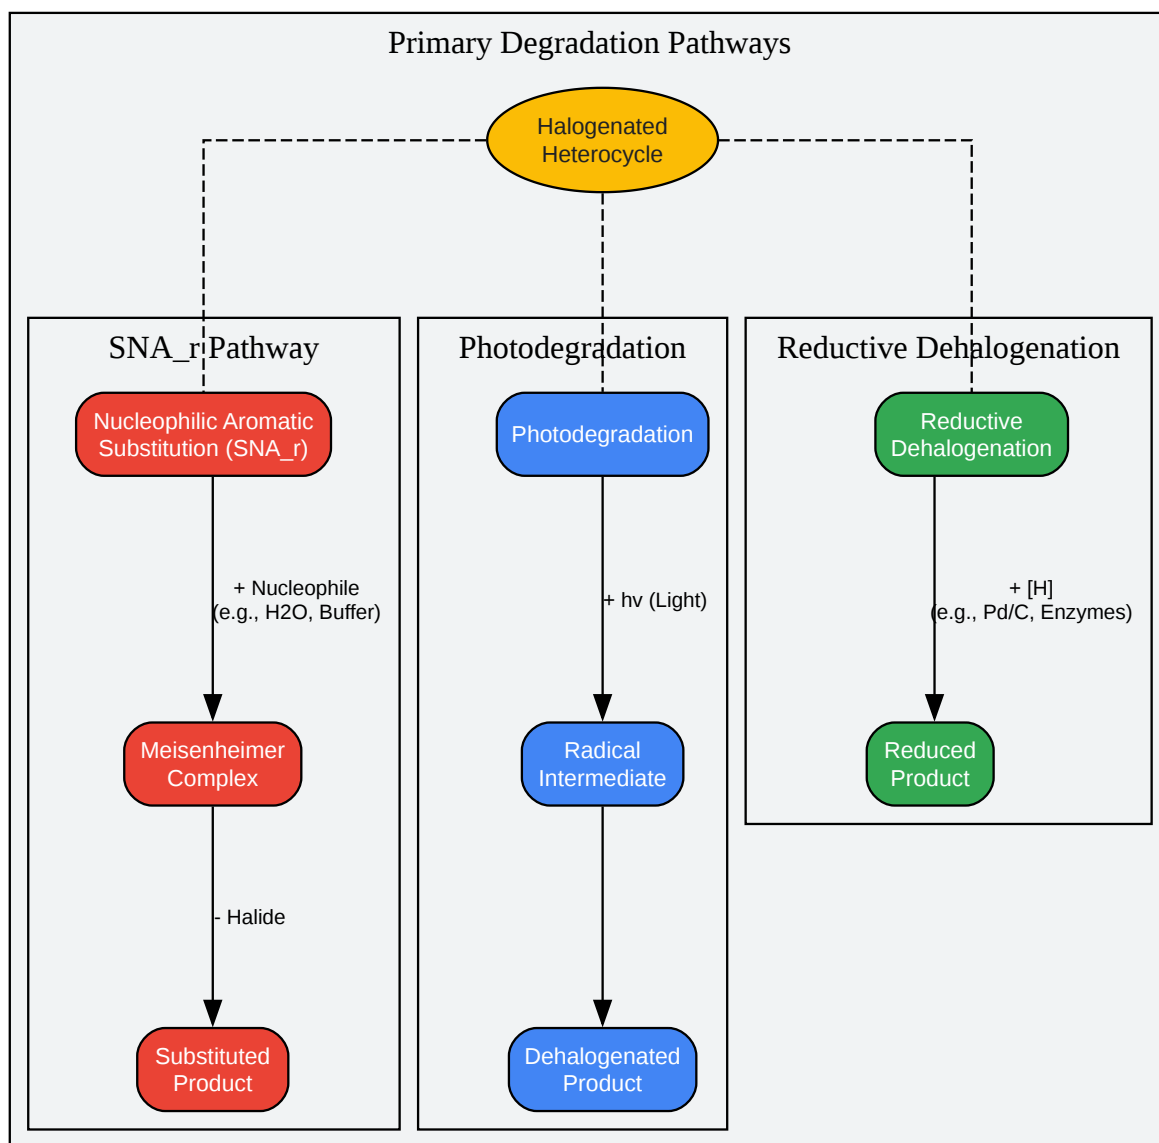 Primary Degradation Pathways
Halogenated
Heterocycle
SNA_r Pathway
Nucleophilic Aromatic
Substitution (SNA_r)
+ Nucleophile
(e.g., H2O, Buffer)
Meisenheimer
Complex
- Halide
Substituted
Product
Photodegradation
Photodegradation
+ hv (Light)
Radical
Intermediate
Dehalogenated
Product
Reductive Dehalogenation
Reductive
Dehalogenation
+ [H]
(e.g., Pd/C, Enzymes)
Reduced
Product